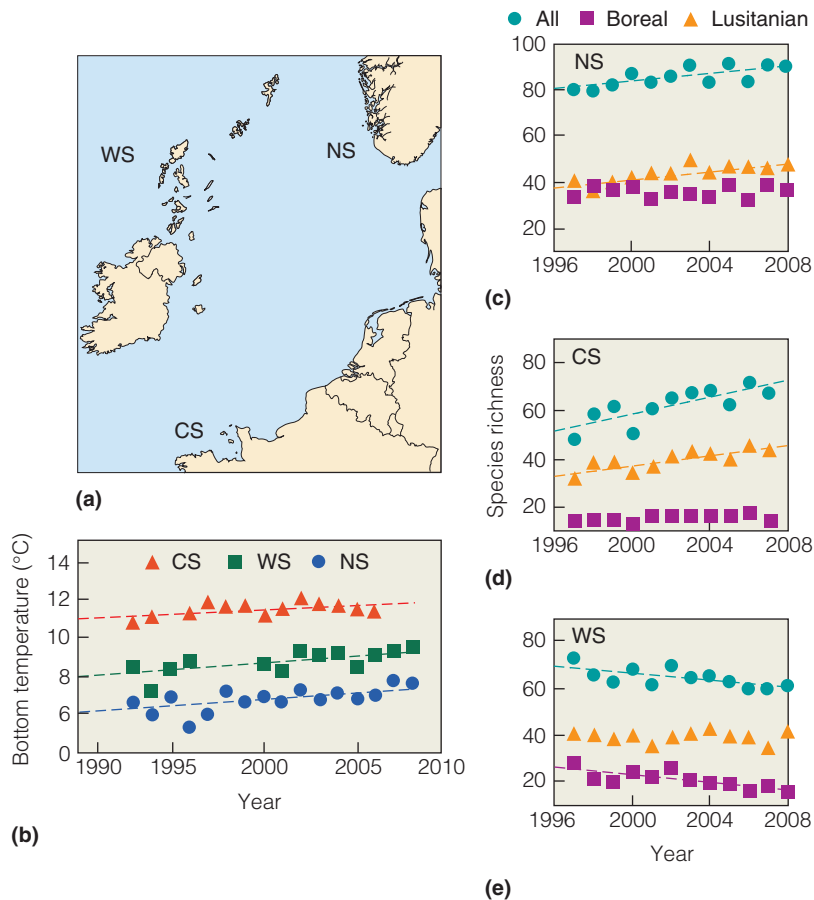 WS
NS
CS
(a)
14
12
10
8
6
0
Bottom temperature (°C)
CS WS NS
1990 1995 2000 2005 2010
Year
(b)
All Boreal Lusitanian
100
80
60
40
20
NS
1996 2000 2004 2008
(c)
80
60
40
20
CS
Species richness
1996 2000 2004 2008
(d)
80
60
40
20
WS
1996 2000 2004 2008
Year
(e)